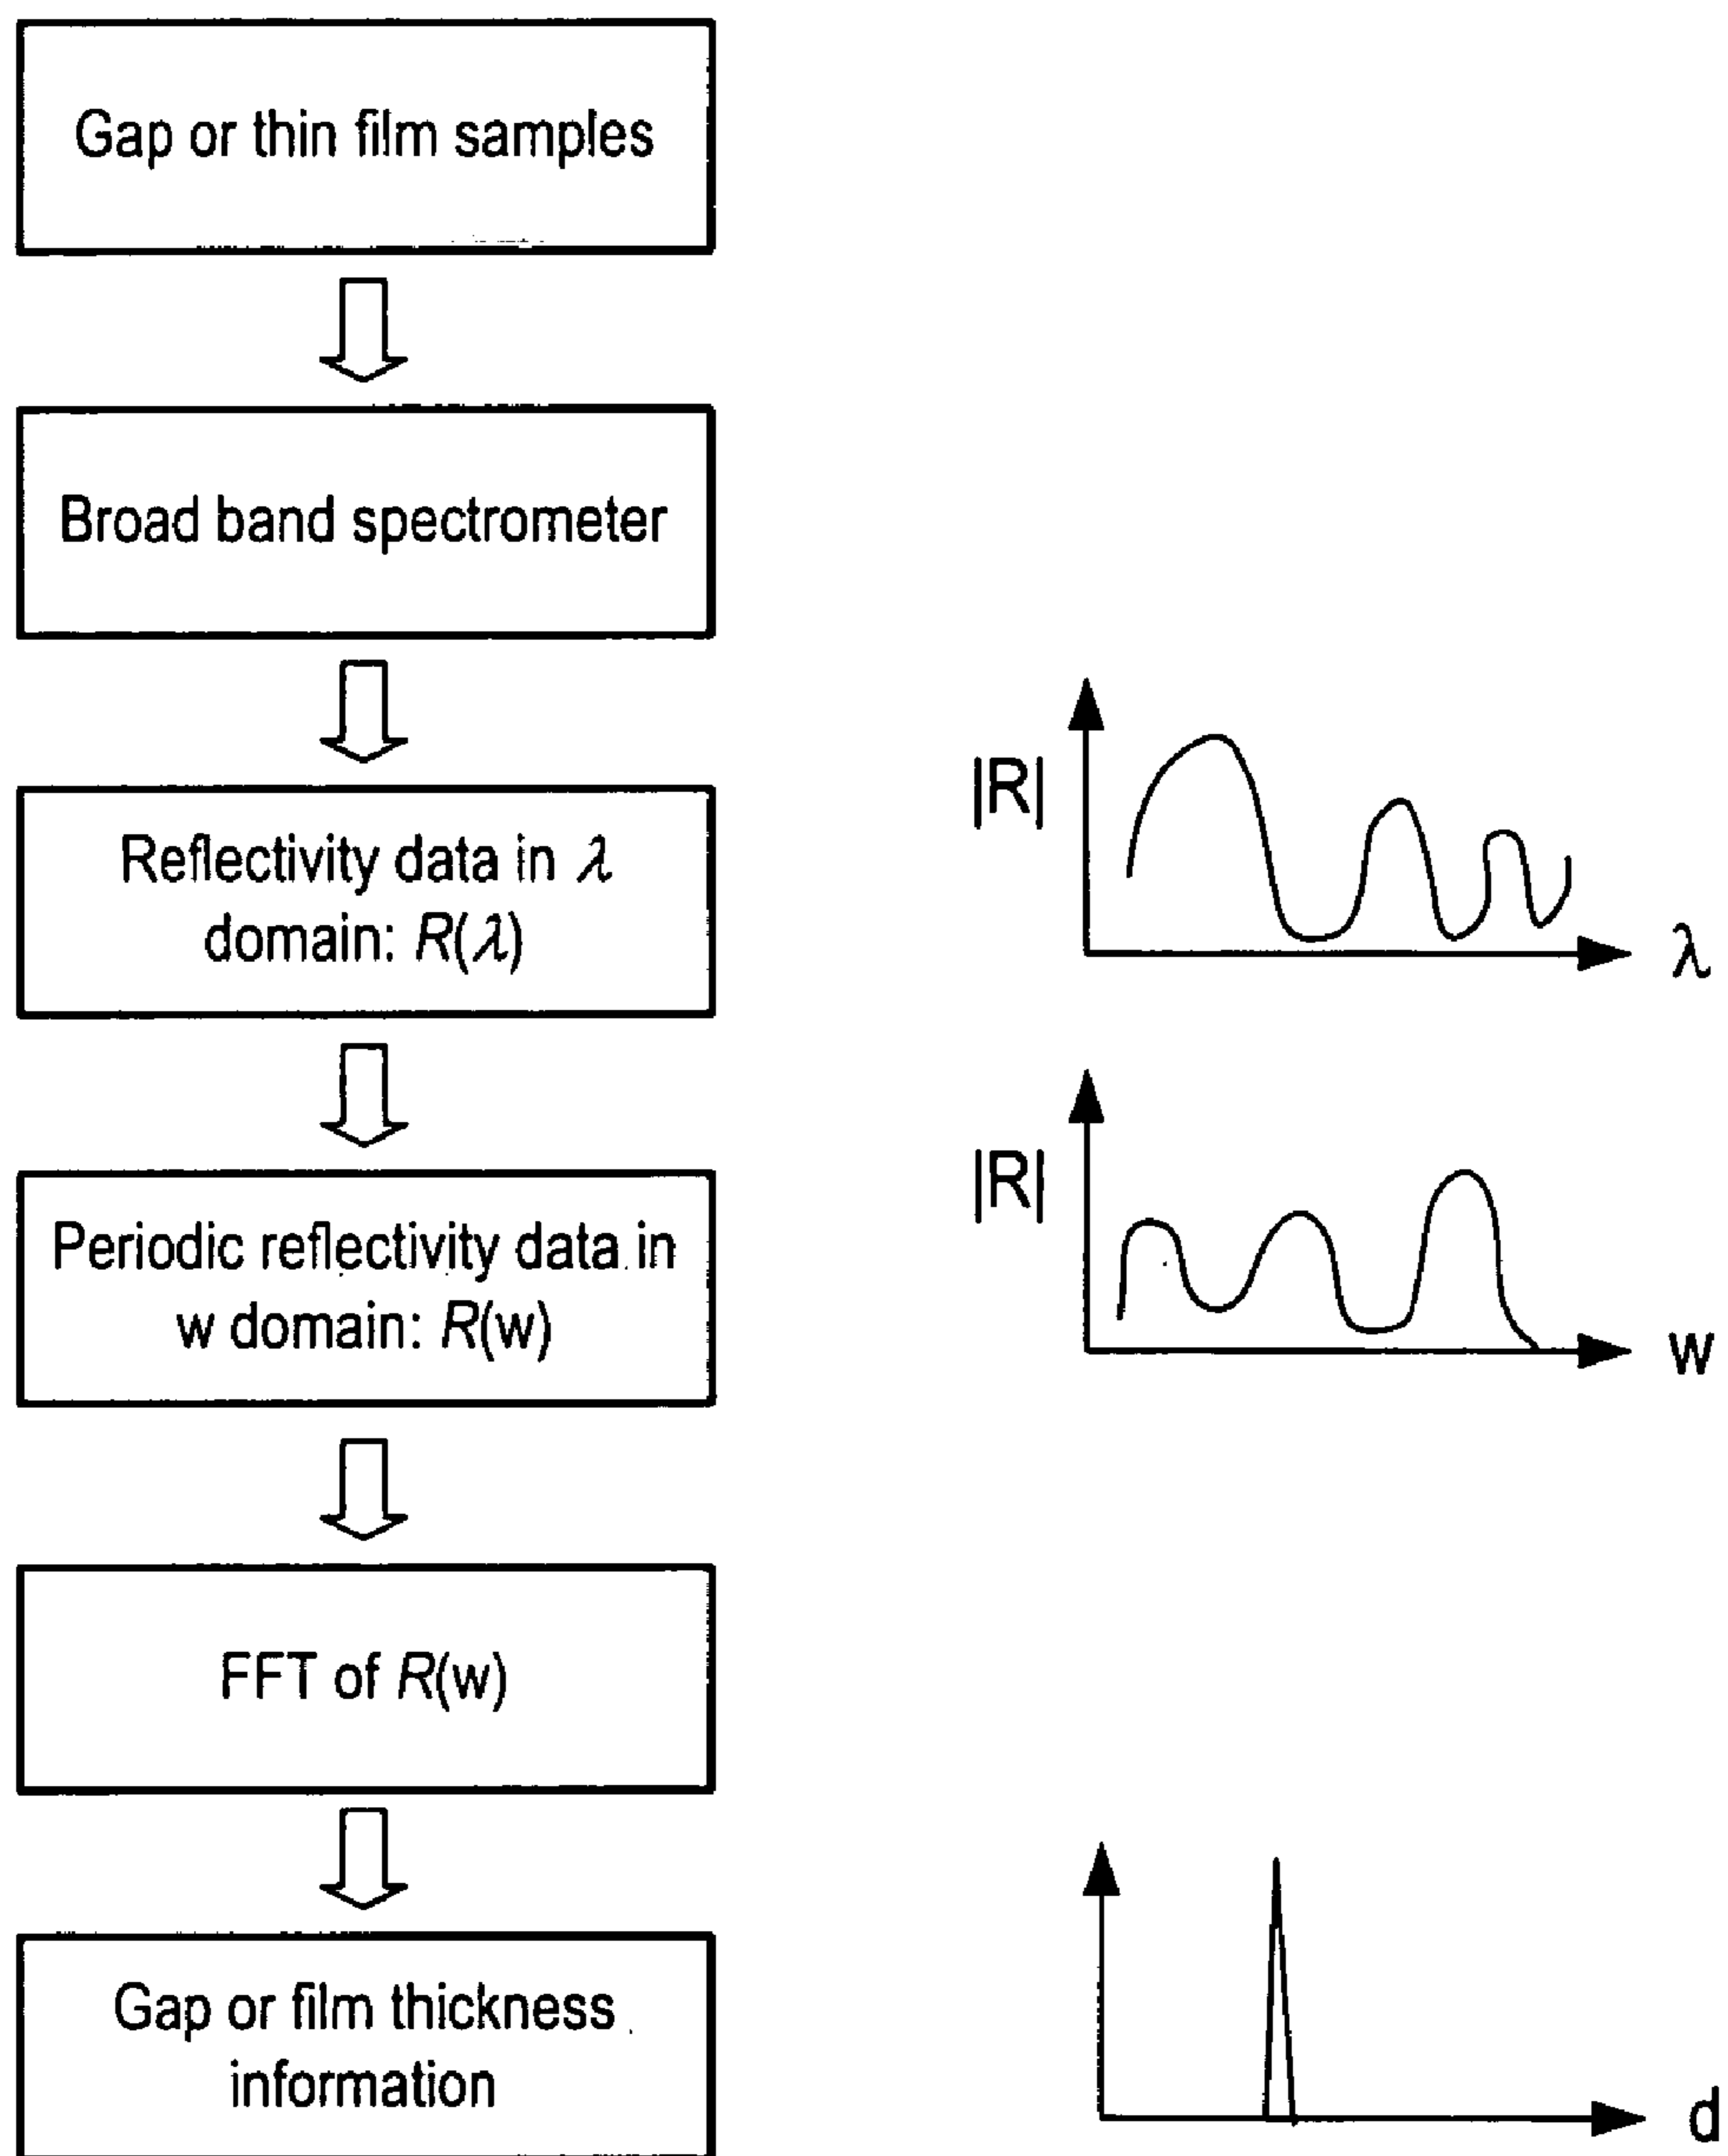 Gap or thin film samples
Broad band spectrometer
Reflectivity data in λ
domain: R(λ)
|R|
λ
Periodic reflectivity data in
w domain: R(w)
|R|
w
FFT of R(w)
Gap or film thickness
information
d